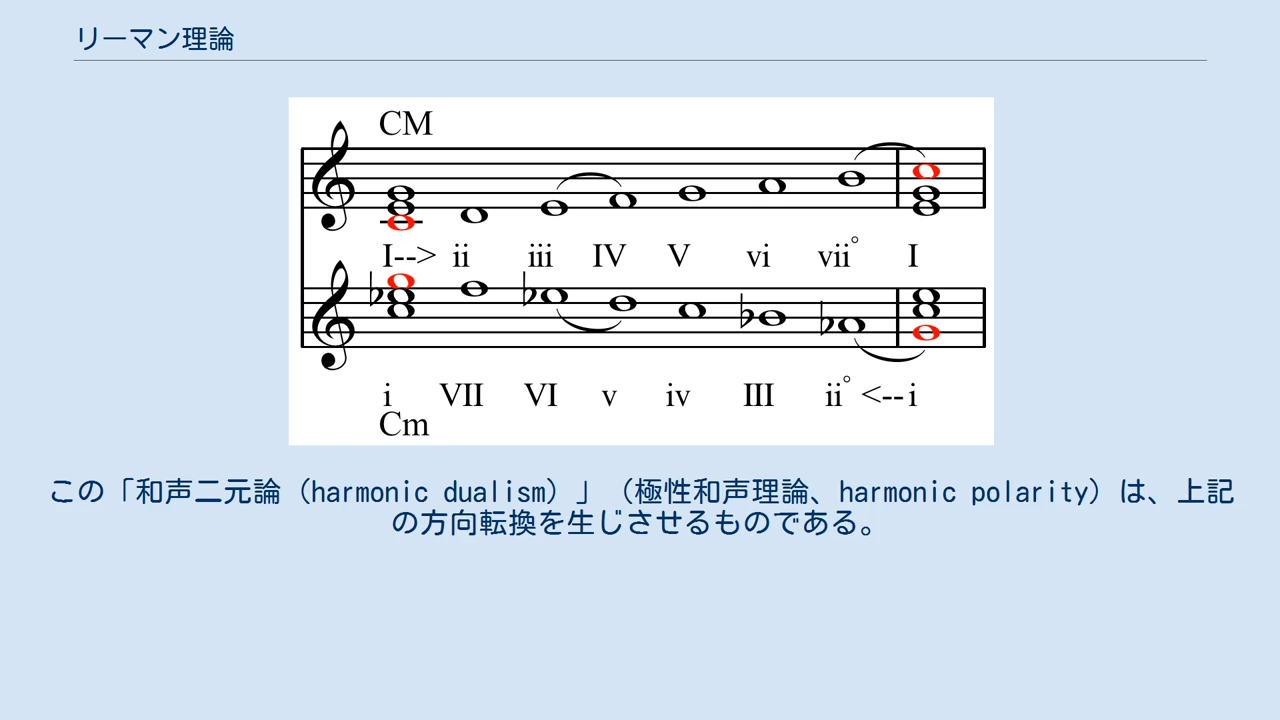 リーマン理論
CM
I--> ii iii IV V vi vii° I
i VII VI v iv III ii° <--i
Cm
この「和声二元論（harmonic dualism）」（極性和声理論、harmonic polarity）は、上記
の方向転換を生じさせるものである。